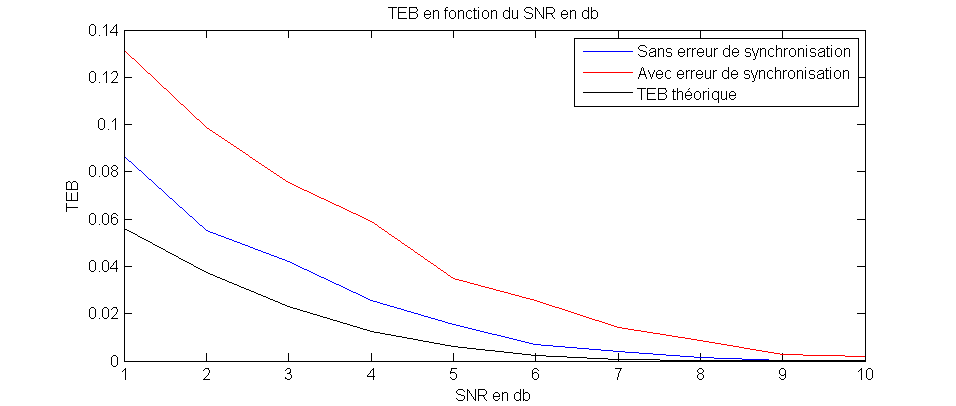 TEB en fonction du SNR en db
Sans erreur de synchronisation
Avec erreur de synchronisation
TEB théorique
TEB
0.14
0.12
0.1
0.08
0.06
0.04
0.02
0
1 2 3 4 5 6 7 8 9 10
SNR en db